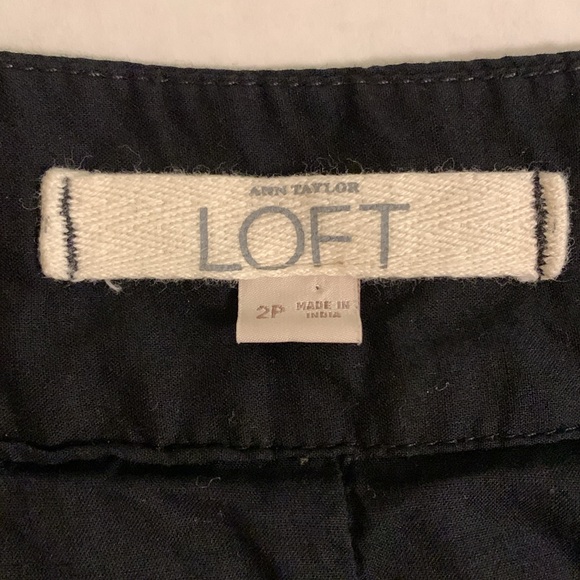 ANN TAYLOR
LOFT
2P MADE IN
INDIA